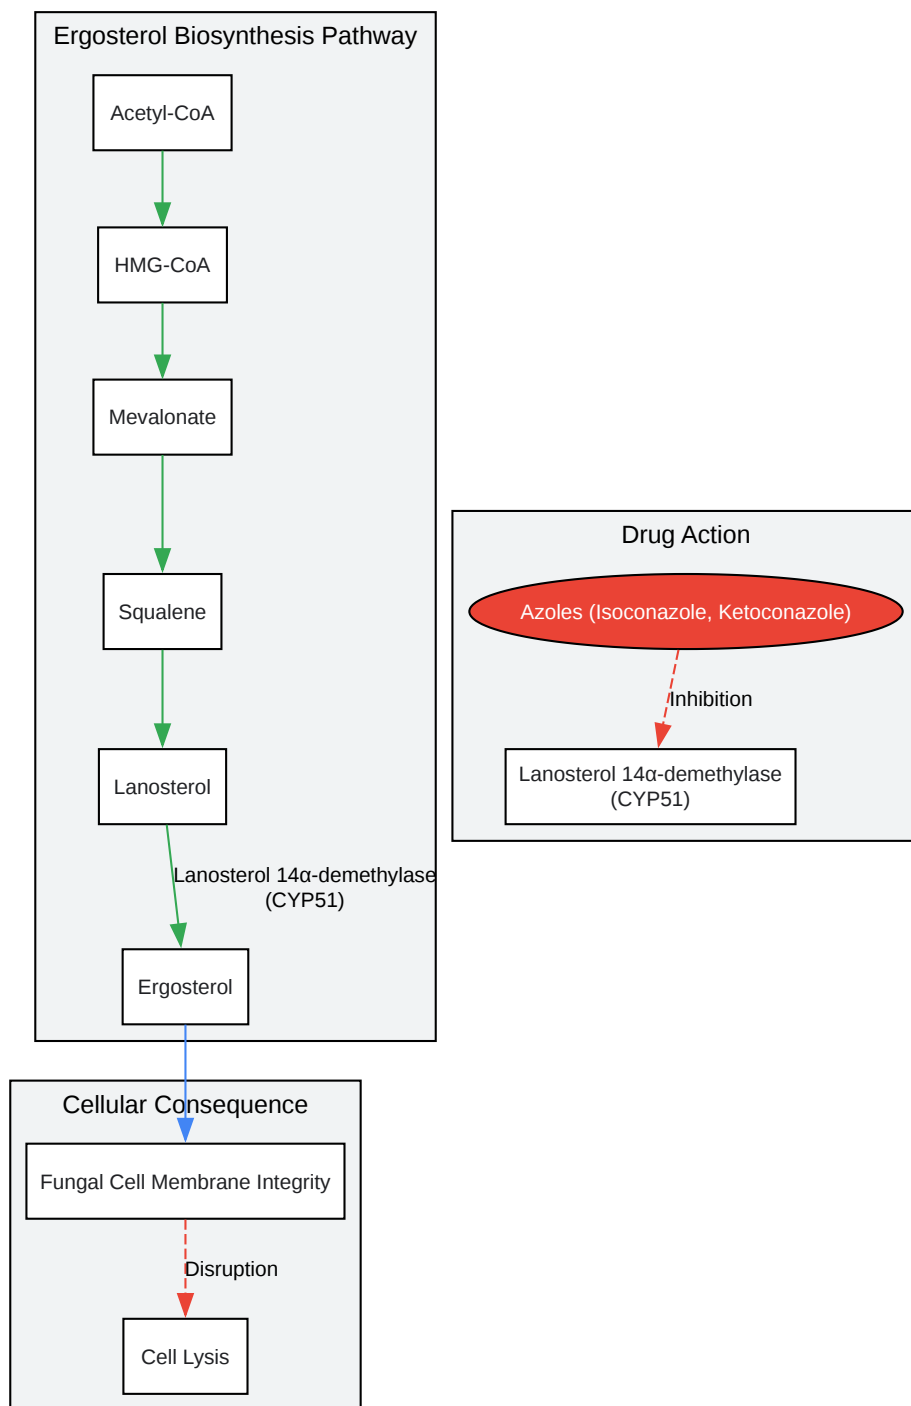 Ergosterol Biosynthesis Pathway
Acetyl-CoA
HMG-CoA
Mevalonate
Squalene
Lanosterol
Lanosterol 14α-demethylase
(CYP51)
Ergosterol
Drug Action
Azoles (Isoconazole, Ketoconazole)
Inhibition
Lanosterol 14α-demethylase
(CYP51)
Cellular Consequence
Fungal Cell Membrane Integrity
Disruption
Cell Lysis